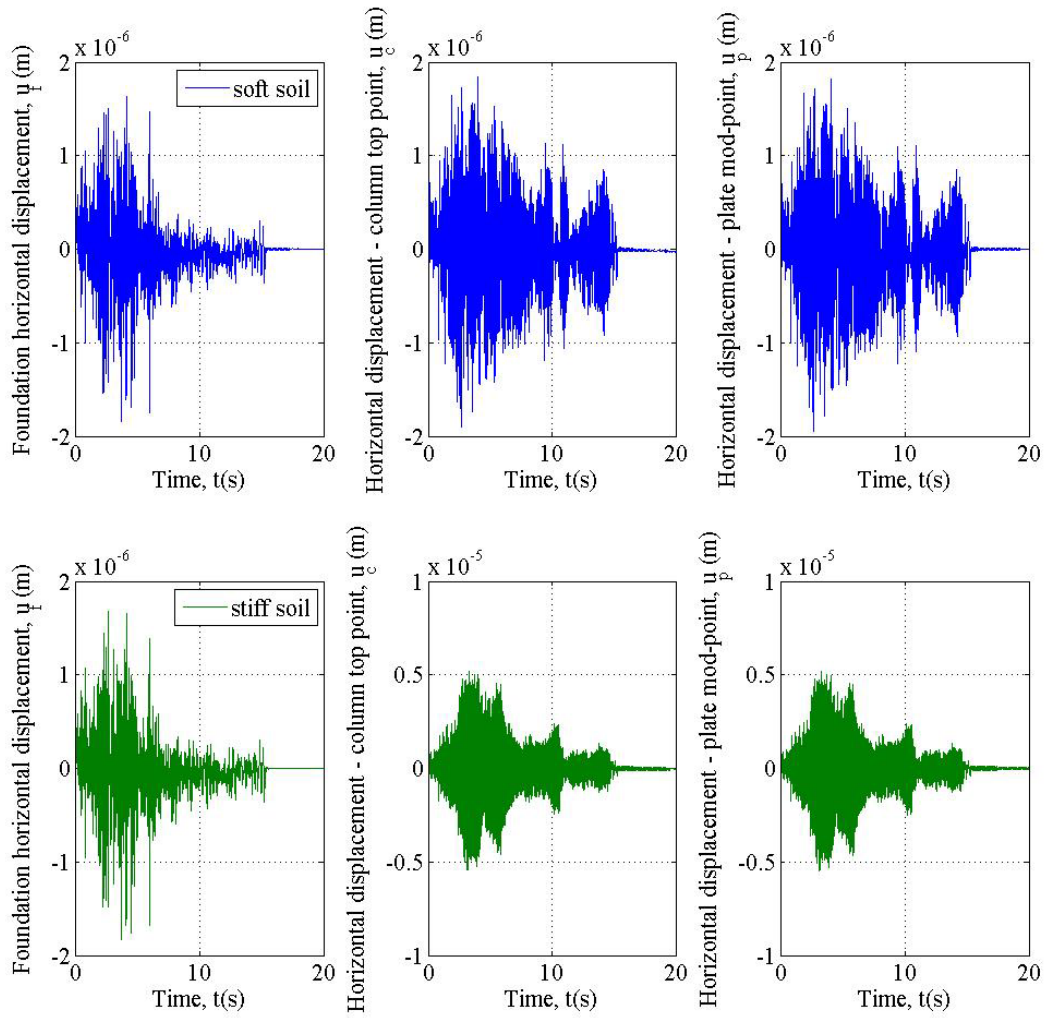 Foundation horizontal displacement, u_f (m)
x 10^-6
2
1
0
-1
-2
0
10
20
Time, t(s)
soft soil
Horizontal displacement - column top point, u_c (m)
x 10^-6
2
1
0
-1
-2
0
10
20
Time, t(s)
Horizontal displacement - plate mod-point, u_p (m)
x 10^-6
2
1
0
-1
-2
0
10
20
Time, t(s)
Foundation horizontal displacement, u_f (m)
x 10^-6
2
1
0
-1
-2
0
10
20
Time, t(s)
stiff soil
Horizontal displacement - column top point, u_c (m)
x 10^-5
1
0.5
0
-0.5
-1
0
10
20
Time, t(s)
Horizontal displacement - plate mod-point, u_p (m)
x 10^-5
1
0.5
0
-0.5
-1
0
10
20
Time, t(s)